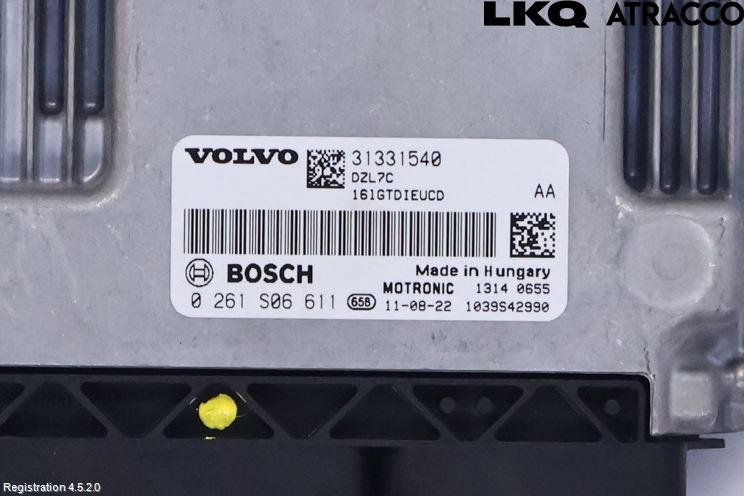 LKQ ATRACCO
VOLVO 31331540
DZL7C
161GTDIEUCD AA
BOSCH Made in Hungary
MOTRONIC 1314 0655
0 261 S06 611 658 11-08-22 1039S42990
Registration 4.5.2.0